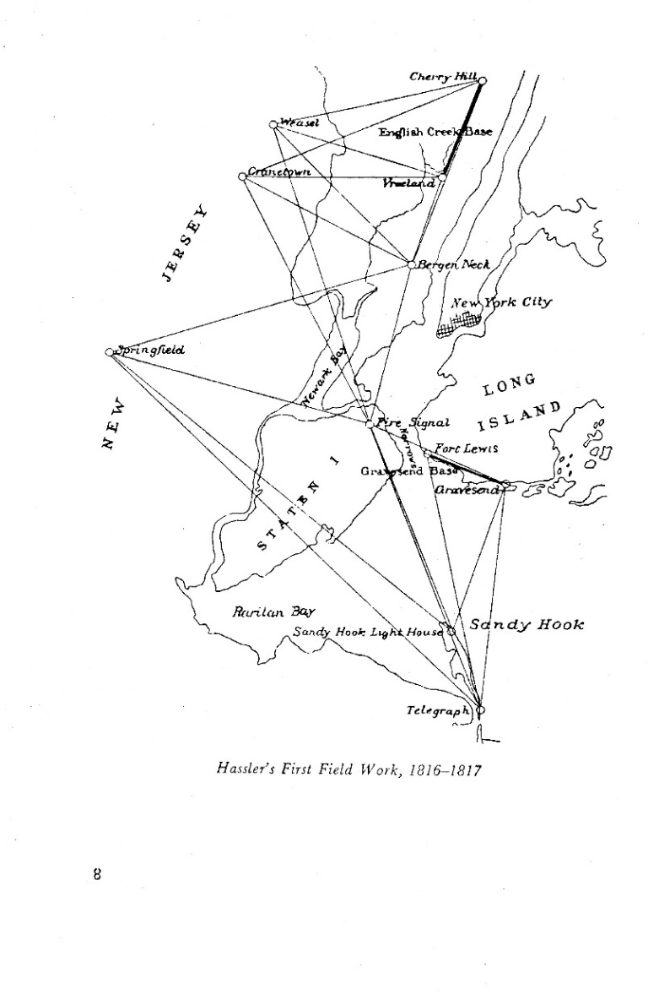 Cherry Hill
Weasel
English Creek Base
Cranetown
Vreeland
JERSEY
Bergen Neck
New York City
Springfield
Newark Bay
LONG
ISLAND
NEW
Fire Signal
Narrows
Fort Lewis
Gravesend Base
Gravesend
STATEN I
Raritan Bay
Sandy Hook
Sandy Hook Light House
Telegraph
Hassler's First Field Work, 1816–1817
8